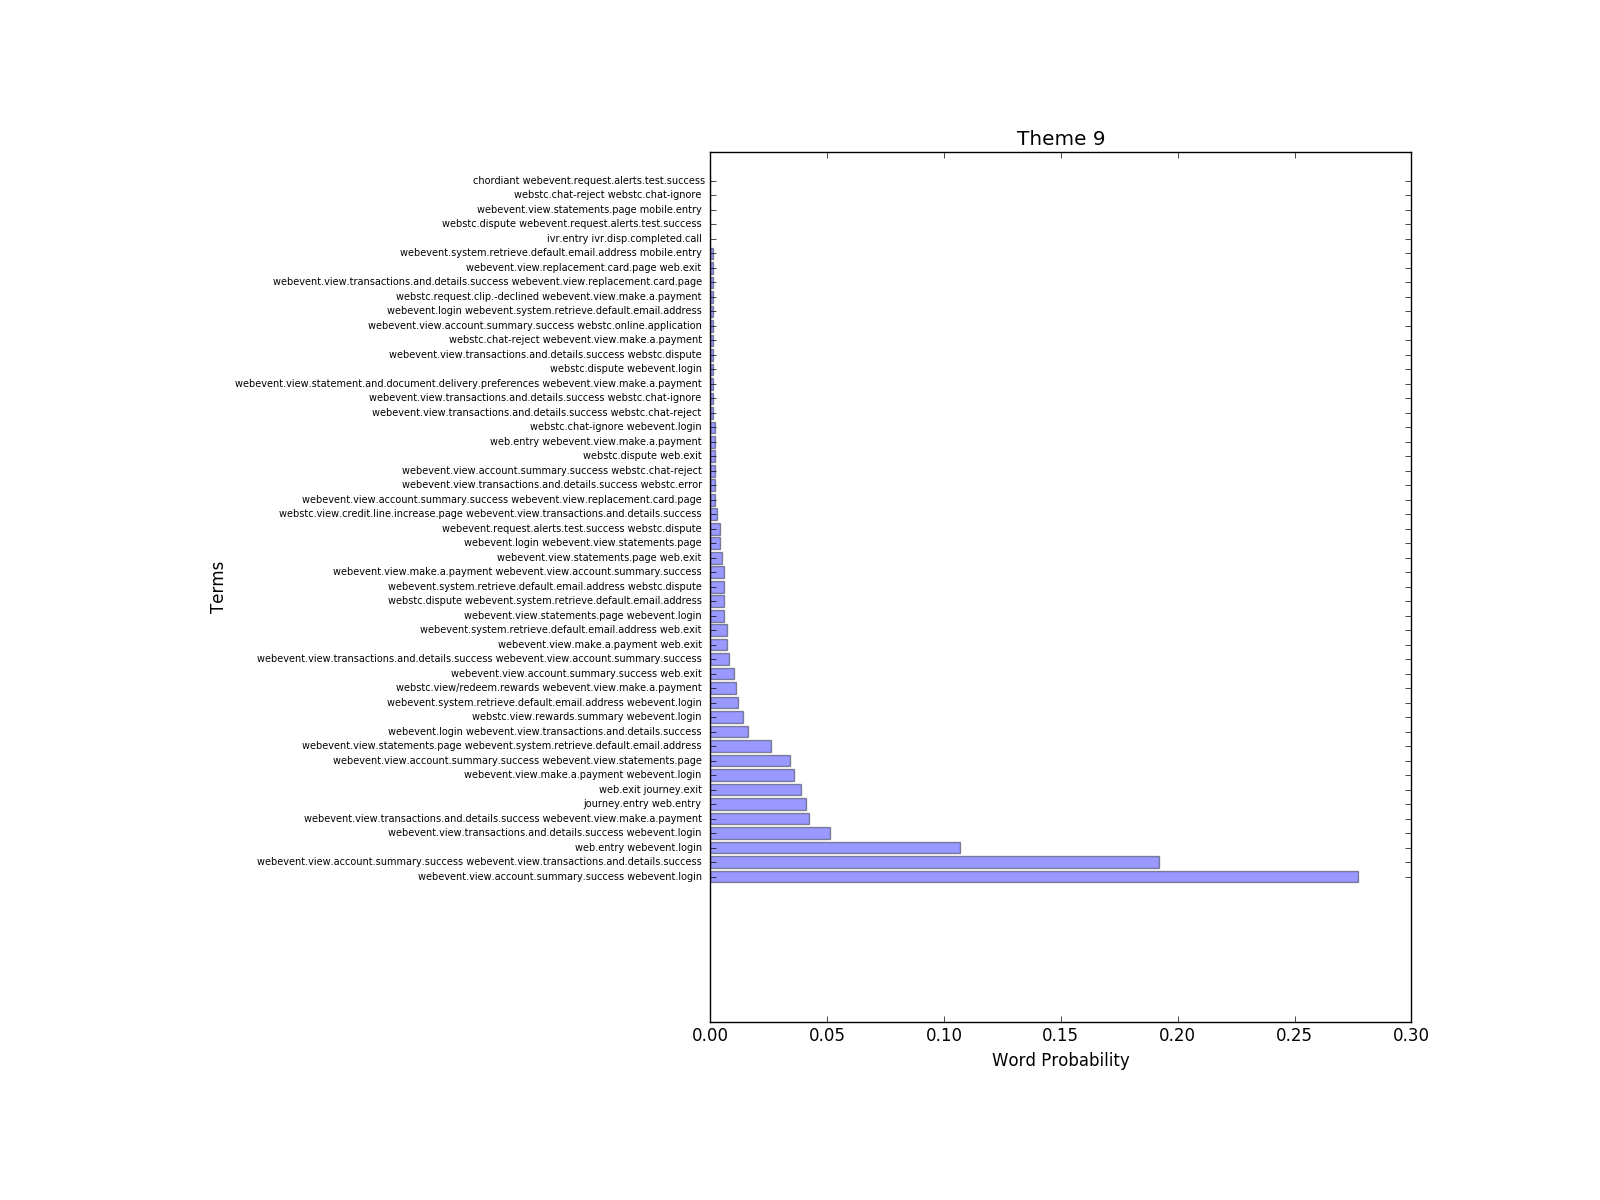 Theme 9
chordiant webevent.request.alerts.test.success
webstc.chat-reject webstc.chat-ignore
webevent.view.statements.page mobile.entry
webstc.dispute webevent.request.alerts.test.success
ivr.entry ivr.disp.completed.call
webevent.system.retrieve.default.email.address mobile.entry
webevent.view.replacement.card.page web.exit
webevent.view.transactions.and.details.success webevent.view.replacement.card.page
webstc.request.clip.-declined webevent.view.make.a.payment
webevent.login webevent.system.retrieve.default.email.address
webevent.view.account.summary.success webstc.online.application
webstc.chat-reject webevent.view.make.a.payment
webevent.view.transactions.and.details.success webstc.dispute
webstc.dispute webevent.login
webevent.view.statement.and.document.delivery.preferences webevent.view.make.a.payment
webevent.view.transactions.and.details.success webstc.chat-ignore
webevent.view.transactions.and.details.success webstc.chat-reject
webstc.chat-ignore webevent.login
web.entry webevent.view.make.a.payment
webstc.dispute web.exit
webevent.view.account.summary.success webstc.chat-reject
webevent.view.transactions.and.details.success webstc.error
webevent.view.account.summary.success webevent.view.replacement.card.page
webstc.view.credit.line.increase.page webevent.view.transactions.and.details.success
webevent.request.alerts.test.success webstc.dispute
webevent.login webevent.view.statements.page
webevent.view.statements.page web.exit
webevent.view.make.a.payment webevent.view.account.summary.success
webevent.system.retrieve.default.email.address webstc.dispute
webstc.dispute webevent.system.retrieve.default.email.address
webevent.view.statements.page webevent.login
webevent.system.retrieve.default.email.address web.exit
webevent.view.make.a.payment web.exit
webevent.view.transactions.and.details.success webevent.view.account.summary.success
webevent.view.account.summary.success web.exit
webstc.view/redeem.rewards webevent.view.make.a.payment
webevent.system.retrieve.default.email.address webevent.login
webstc.view.rewards.summary webevent.login
webevent.login webevent.view.transactions.and.details.success
webevent.view.statements.page webevent.system.retrieve.default.email.address
webevent.view.account.summary.success webevent.view.statements.page
webevent.view.make.a.payment webevent.login
web.exit journey.exit
journey.entry web.entry
webevent.view.transactions.and.details.success webevent.view.make.a.payment
webevent.view.transactions.and.details.success webevent.login
web.entry webevent.login
webevent.view.account.summary.success webevent.view.transactions.and.details.success
webevent.view.account.summary.success webevent.login
Terms
0.00 0.05 0.10 0.15 0.20 0.25 0.30
Word Probability